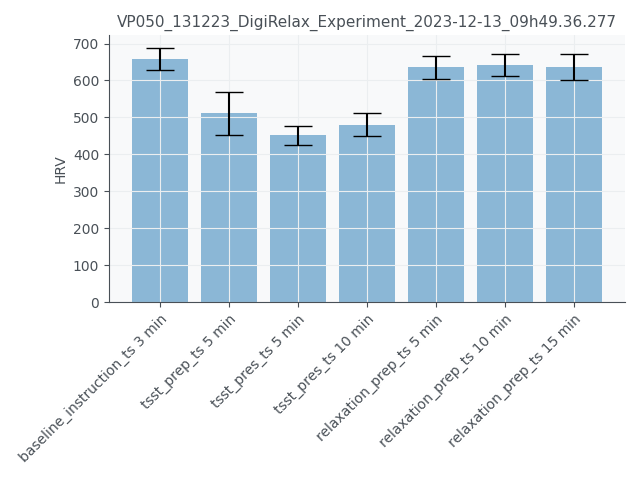 VP050_131223_DigiRelax_Experiment_2023-12-13_09h49.36.277
700
600
500
400
300
200
100
0
HRV
baseline_instruction_ts 3 min
tsst_prep_ts 5 min
tsst_pres_ts 5 min
tsst_pres_ts 10 min
relaxation_prep_ts 5 min
relaxation_prep_ts 10 min
relaxation_prep_ts 15 min